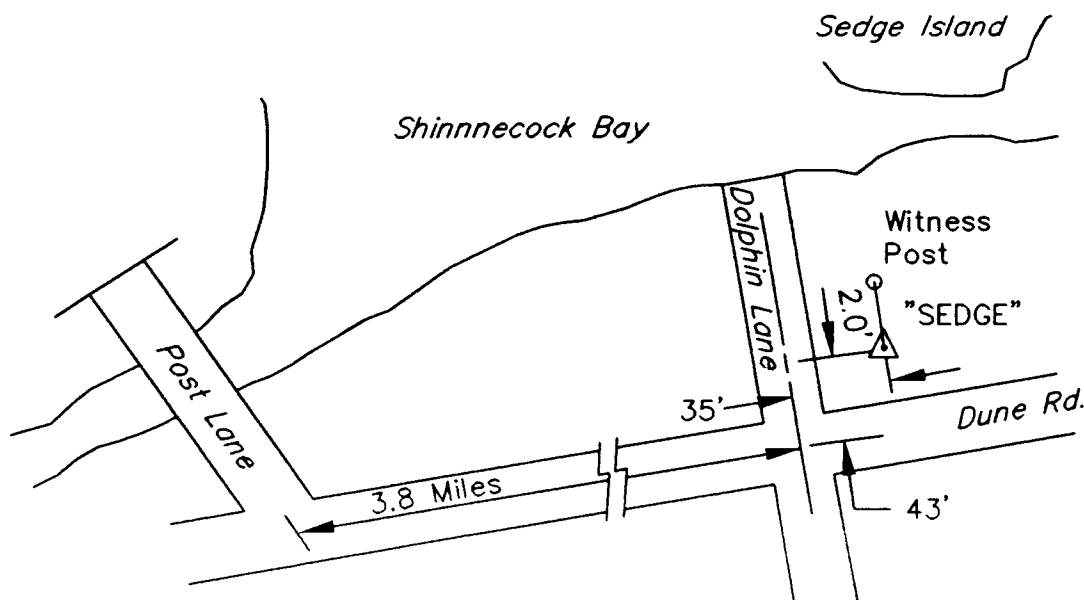 Sedge Island
Shinnnecock Bay
Dolphin Lane
Witness
Post
2.0'
"SEDGE"
Post Lane
35'
Dune Rd.
3.8 Miles
43'